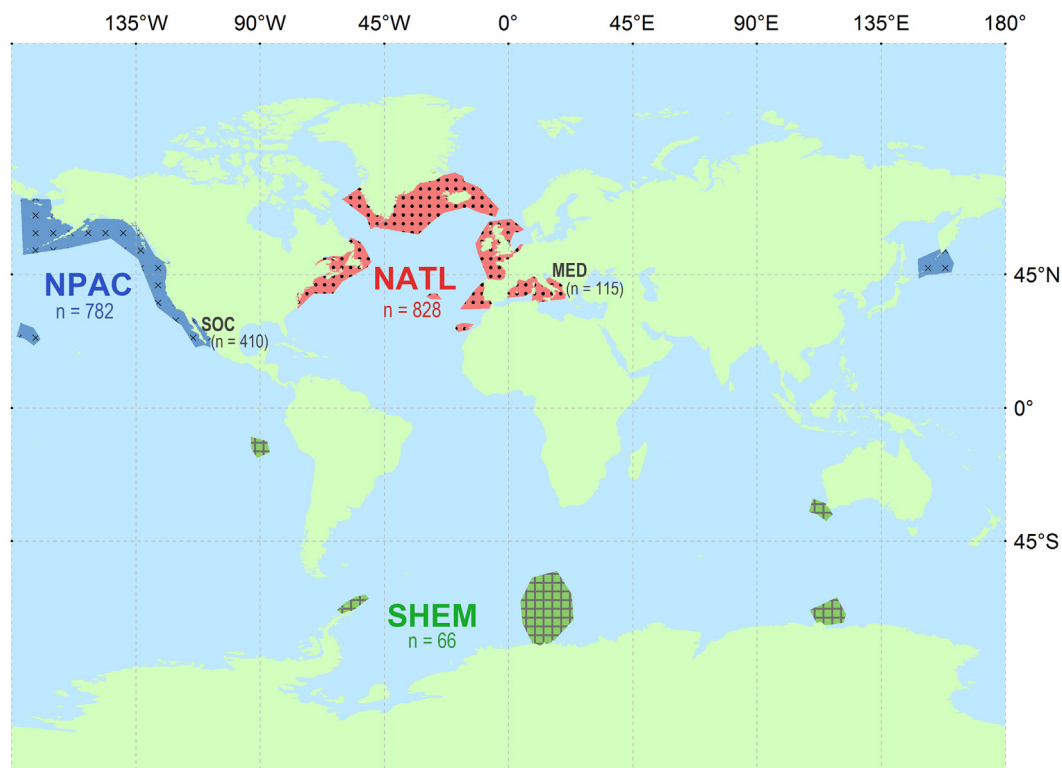 135°W 90°W 45°W 0° 45°E 90°E 135°E 180°
45°N
MED
(n = 115)
NATL
n = 828
NPAC
n = 782
SOC
(n = 410)
0°
45°S
SHEM
n = 66